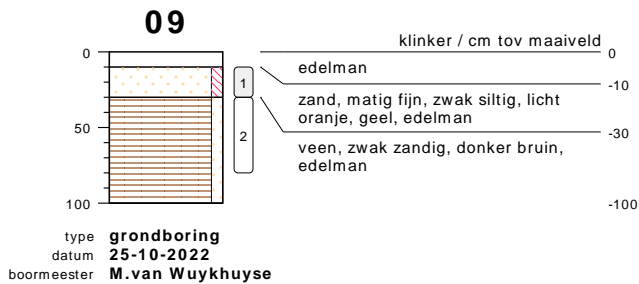 09
klinker / cm tov maaiveld
0
0
edelman
-10
1
zand, matig fijn, zwak siltig, licht
oranje, geel, edelman
-30
50
2
veen, zwak zandig, donker bruin,
edelman
100
-100
type grondboring
datum 25-10-2022
boormeester M.van Wuykhuyse